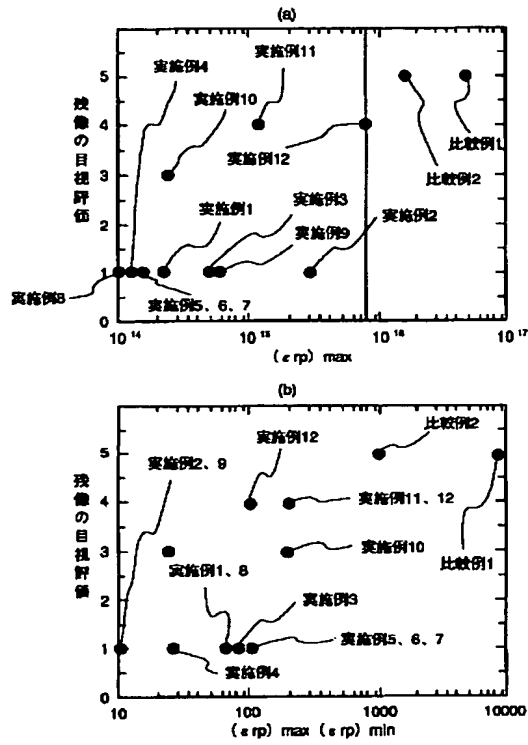 (a)
残像の目視評価
5
4
3
2
1
0
実施例4
実施例11
実施例10
実施例12
比較例1
比較例2
実施例1
実施例3
実施例2
実施例9
実施例8
実施例5、6、7
10^14
10^15
10^16
10^17
(εrp) max
(b)
残像の目視評価
5
4
3
2
1
0
比較例2
実施例12
実施例2、9
実施例11、12
実施例10
比較例1
実施例1、8
実施例3
実施例5、6、7
実施例4
10
100
1000
10000
(εrp) max (εrp) min